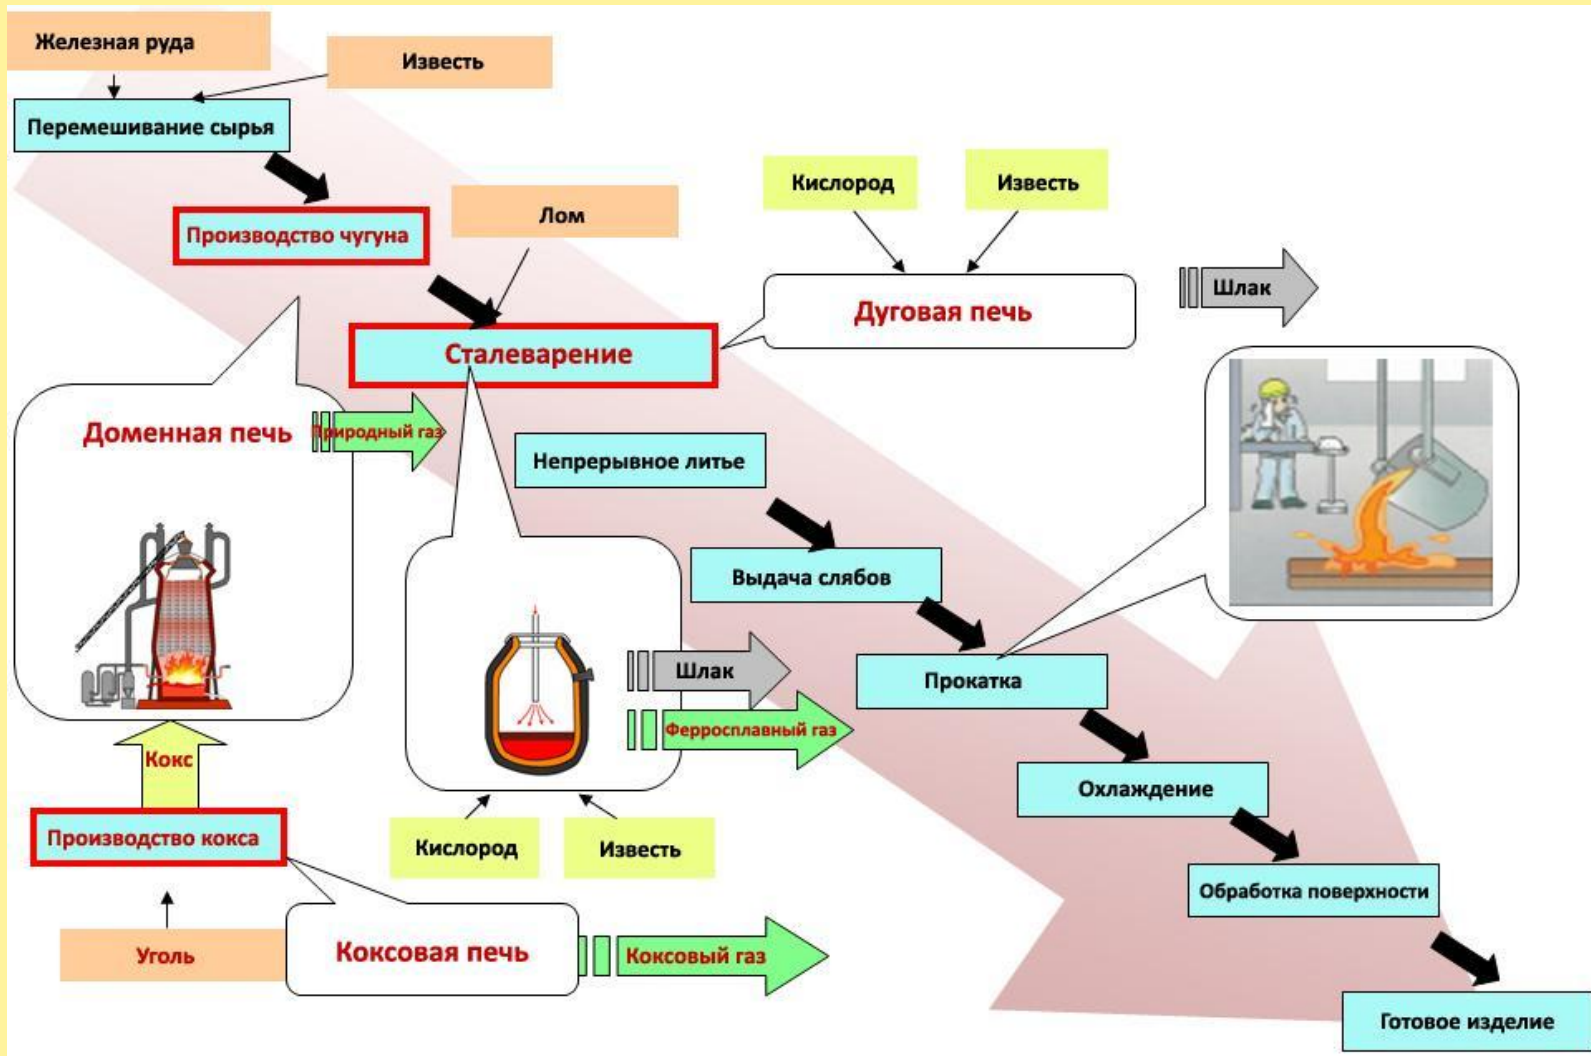 Железная руда
Известь
Перемешивание сырья
Кислород
Известь
Производство чугуна
Лом
Шлак
Дуговая печь
Сталеварение
Доменная печь
Природный газ
Непрерывное литье
Выдача слябов
Шлак
Прокатка
Ферросплавный газ
Кокс
Охлаждение
Производство кокса
Кислород
Известь
Обработка поверхности
Уголь
Коксовая печь
Коксовый газ
Готовое изделие